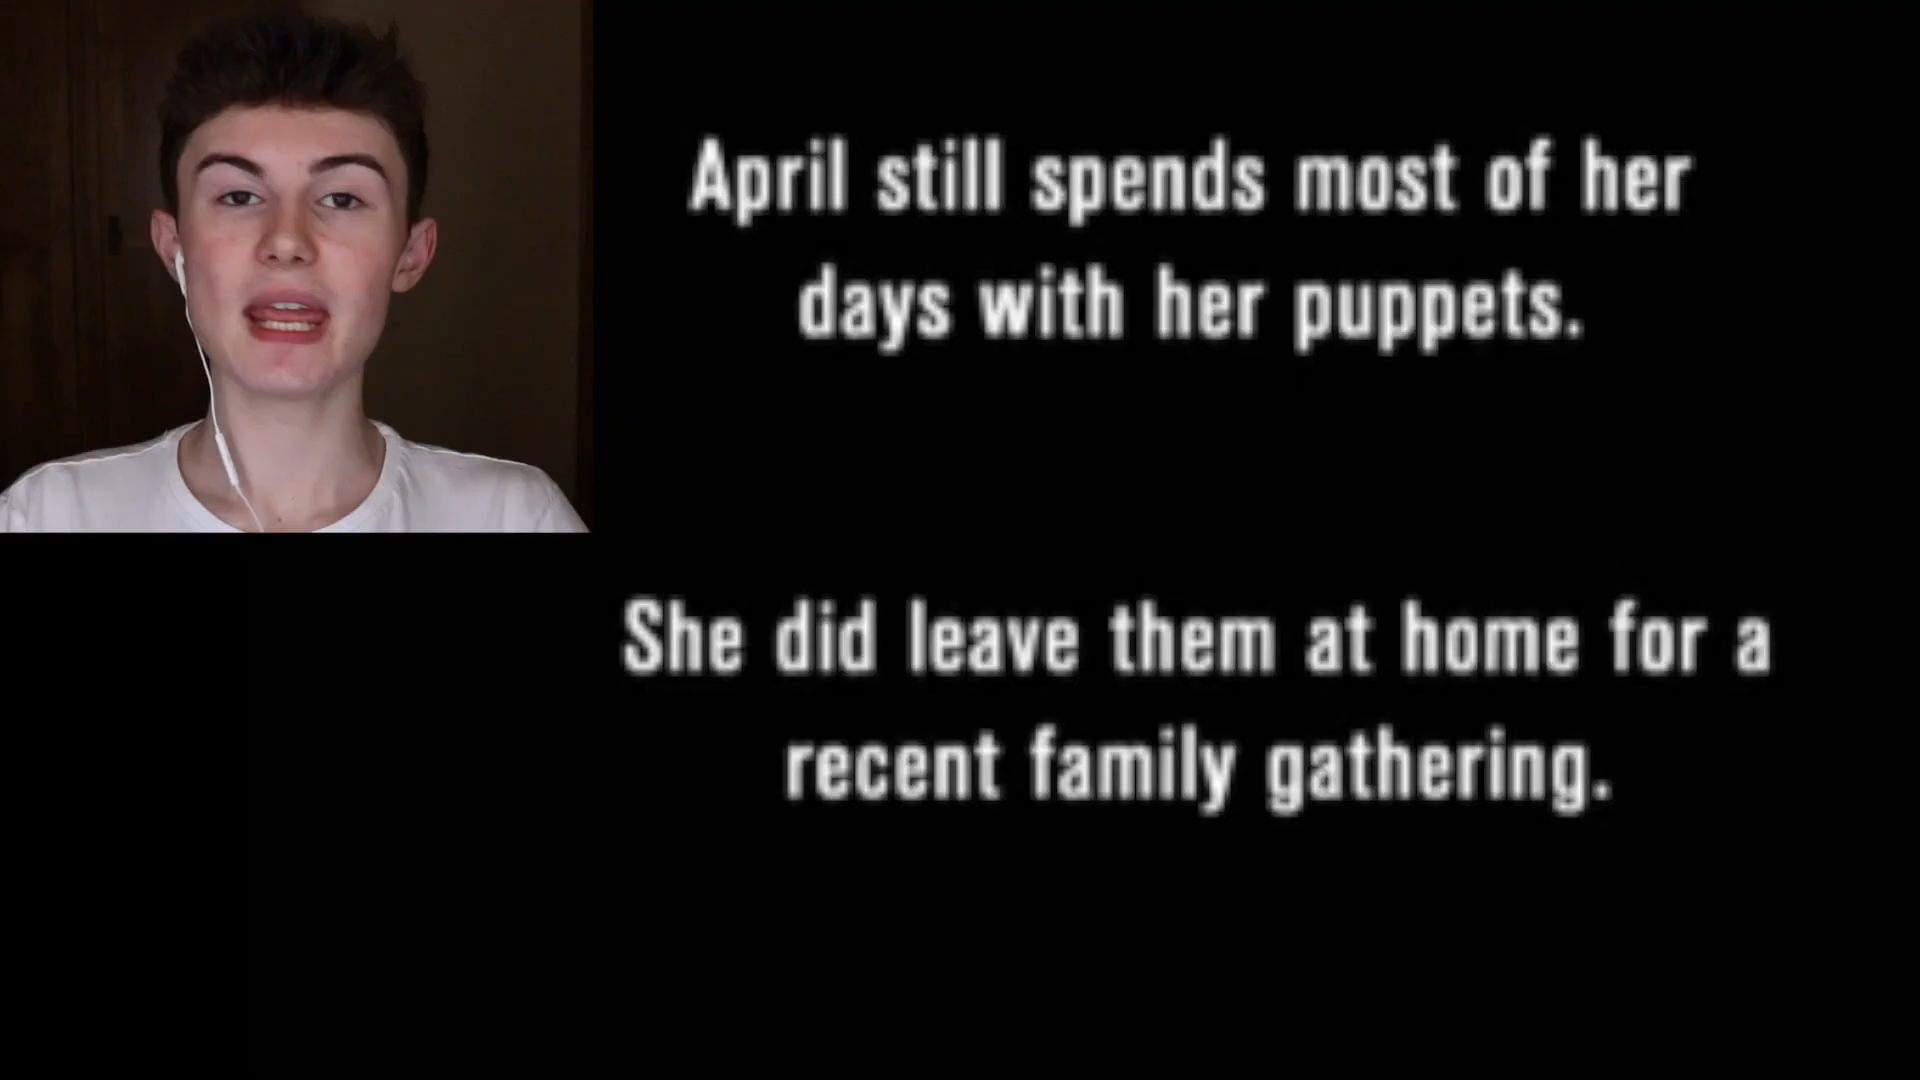 April still spends most of her
days with her puppets.
She did leave them at home for a
recent family gathering.